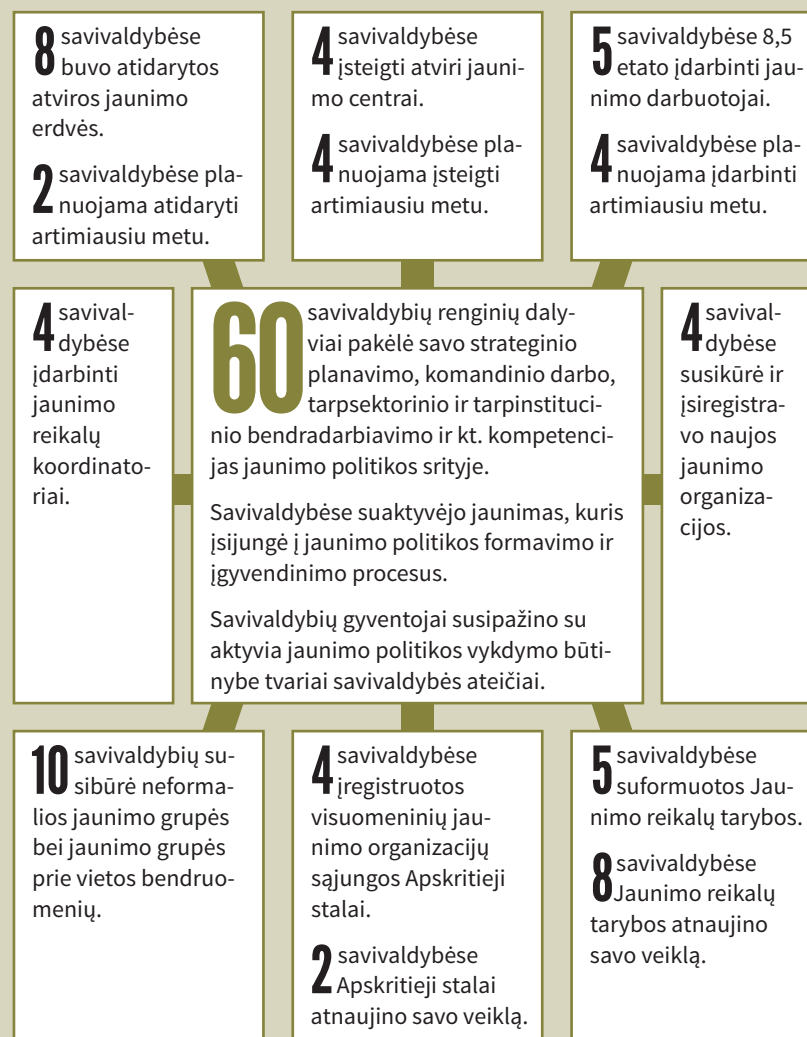 8 savivaldybėse
buvo atidarytos
atviros jaunimo
erdvės.
2 savivaldybėse pla-
nuojama atidaryti
artimiausiu metu.
4 savivaldybėse
įsteigti atviri jauni-
mo centrai.
4 savivaldybėse pla-
nuojama įsteigti
artimiausiu metu.
5 savivaldybėse 8,5
etato įdarbinti jau-
nimo darbuotojai.
4 savivaldybėse pla-
nuojama įdarbinti
artimiausiu metu.
4 savival-
dybėse
įdarbinti
jaunimo
reikalų
koordinato-
riai.
60 savivaldybių renginių daly-
viai pakėlė savo strateginio
planavimo, komandinio darbo,
tarpsektorinio ir tarpinstituci-
nio bendradarbiavimo ir kt. kompetenci-
jas jaunimo politikos srityje.
Savivaldybėse suaktyvėjo jaunimas, kuris
įsijungė į jaunimo politikos formavimo ir
įgyvendinimo procesus.
Savivaldybių gyventojai susipažino su
aktyvia jaunimo politikos vykdymo būti-
nybe tvariai savivaldybės ateičiai.
4 savival-
dybėse
susikūrė ir
įsiregistra-
vo naujos
jaunimo
organiza-
cijos.
10 savivaldybių su-
sibūrė neforma-
lios jaunimo grupės
bei jaunimo grupės
prie vietos bendruo-
menių.
4 savivaldybėse
įregistruotos
visuomeninių jau-
nimo organizacijų
sąjungos Apskritieji
stalai.
2 savivaldybėse
Apskritieji stalai
atnaujino savo veiklą.
5 savivaldybėse
suformuotos Jau-
nimo reikalų tarybos.
8 savivaldybėse
Jaunimo reikalų
tarybos atnaujino
savo veiklą.